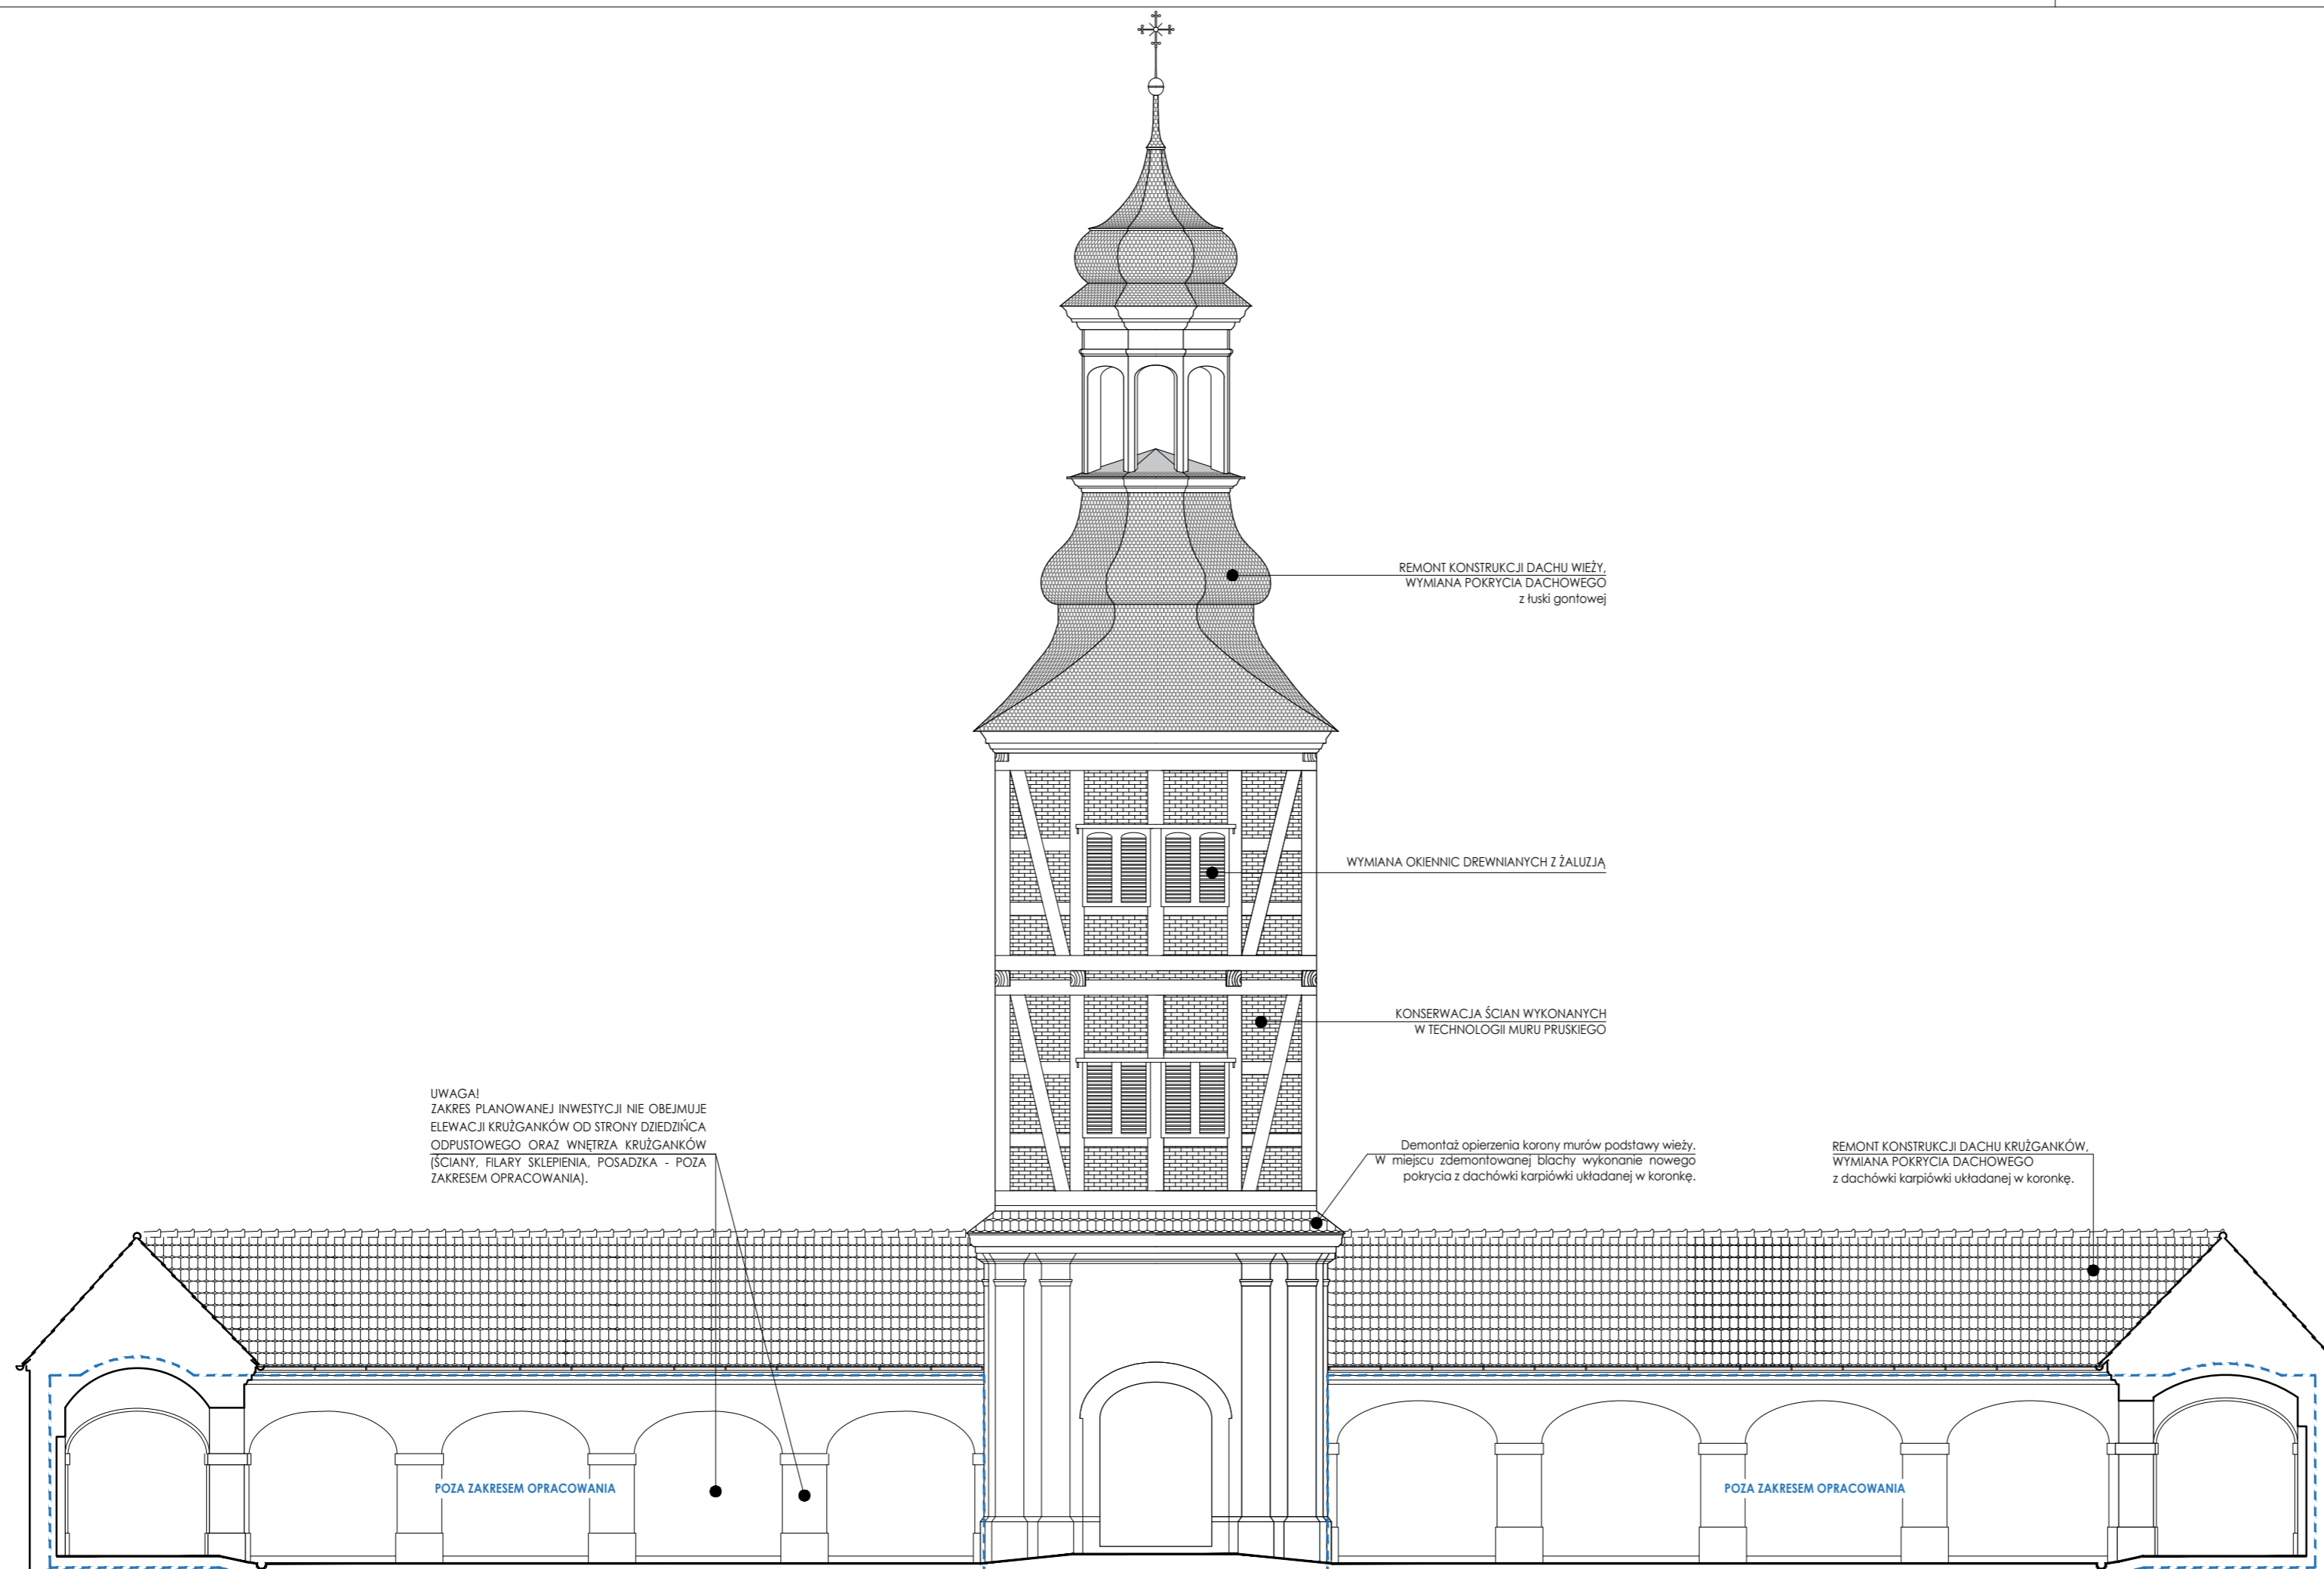 REMONT KONSTRUKCJI DACHU WIEŻY,
WYMIANA POKRYCIA DACHOWEGO
z łuski gontowej
WYMIANA OKIENNIC DREWNIANYCH Z ŻALUZJĄ
KONSERWACJA ŚCIAN WYKONANYCH
W TECHNOLOGII MURU PRUSKIEGO
UWAGA!
ZAKRES PLANOWANEJ INWESTYCJI NIE OBEJMUJE
ELEWACJI KRUŻGANKÓW OD STRONY DZIEDZIŃCA
ODPUSTOWEGO ORAZ WNĘTRZA KRUŻGANKÓW
(ŚCIANY, FILARY SKLEPIENIA, POSADZKA - POZA
ZAKRESEM OPRACOWANIA).
Demontaż opierzenia korony murów podstawy wieży.
W miejscu zdemontowanej blachy wykonanie nowego
pokrycia z dachówki karpiówki układanej w koronkę.
REMONT KONSTRUKCJI DACHU KRUŻGANKÓW,
WYMIANA POKRYCIA DACHOWEGO
z dachówki karpiówki układanej w koronkę.
POZA ZAKRESEM OPRACOWANIA
POZA ZAKRESEM OPRACOWANIA